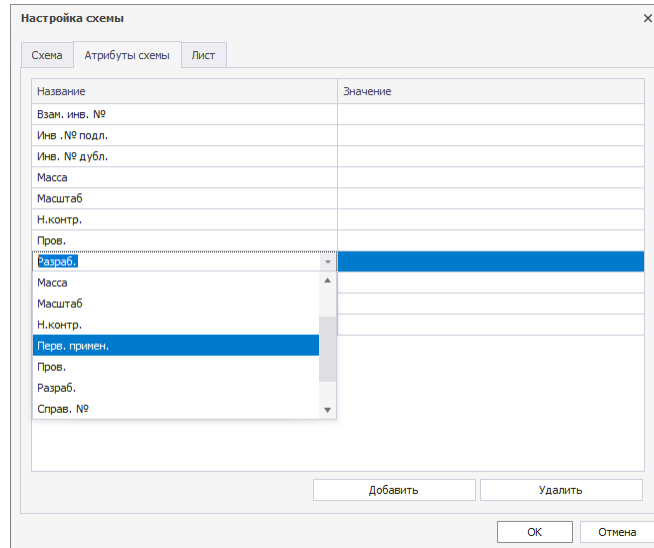 Настройка схемы
Схема Атрибуты схемы Лист
Название Значение
Взам. инв. №
Инв .№ подл.
Инв. № дубл.
Масса
Масштаб
Н.контр.
Пров.
Разраб.
Масса
Масштаб
Н.контр.
Перв. примен.
Пров.
Разраб.
Справ. №
Добавить Удалить
OK Отмена